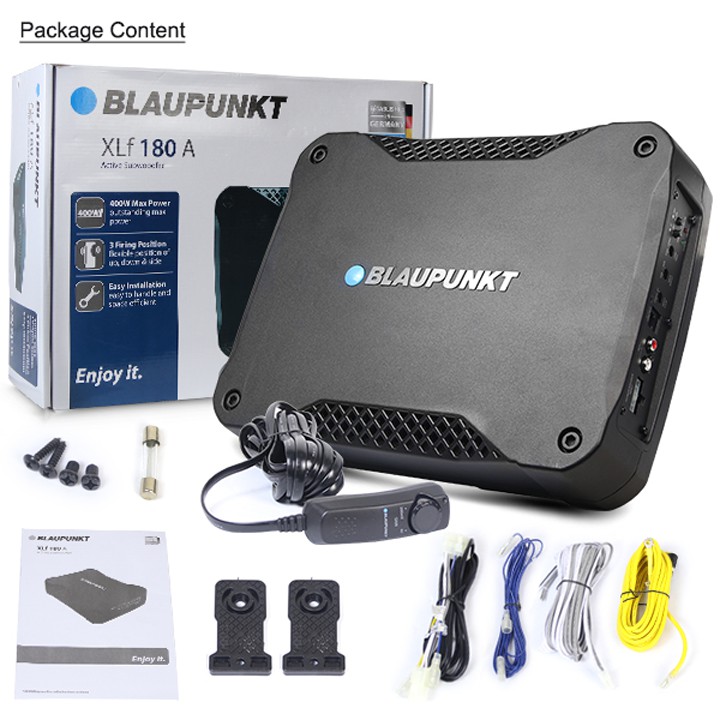 Package Content
BLAUPUNKT
XLf 180 A
Active Subwoofer
400W
400W Max Power
outstanding max
power
3 Firing Position
flexible position of
up, down & side
Easy Installation
easy to handle and
space efficient
Enjoy it.
BLAUPUNKT
BLAUPUNKT
BLAUPUNKT
BLAUPUNKT
XLf 180 A
Enjoy it.